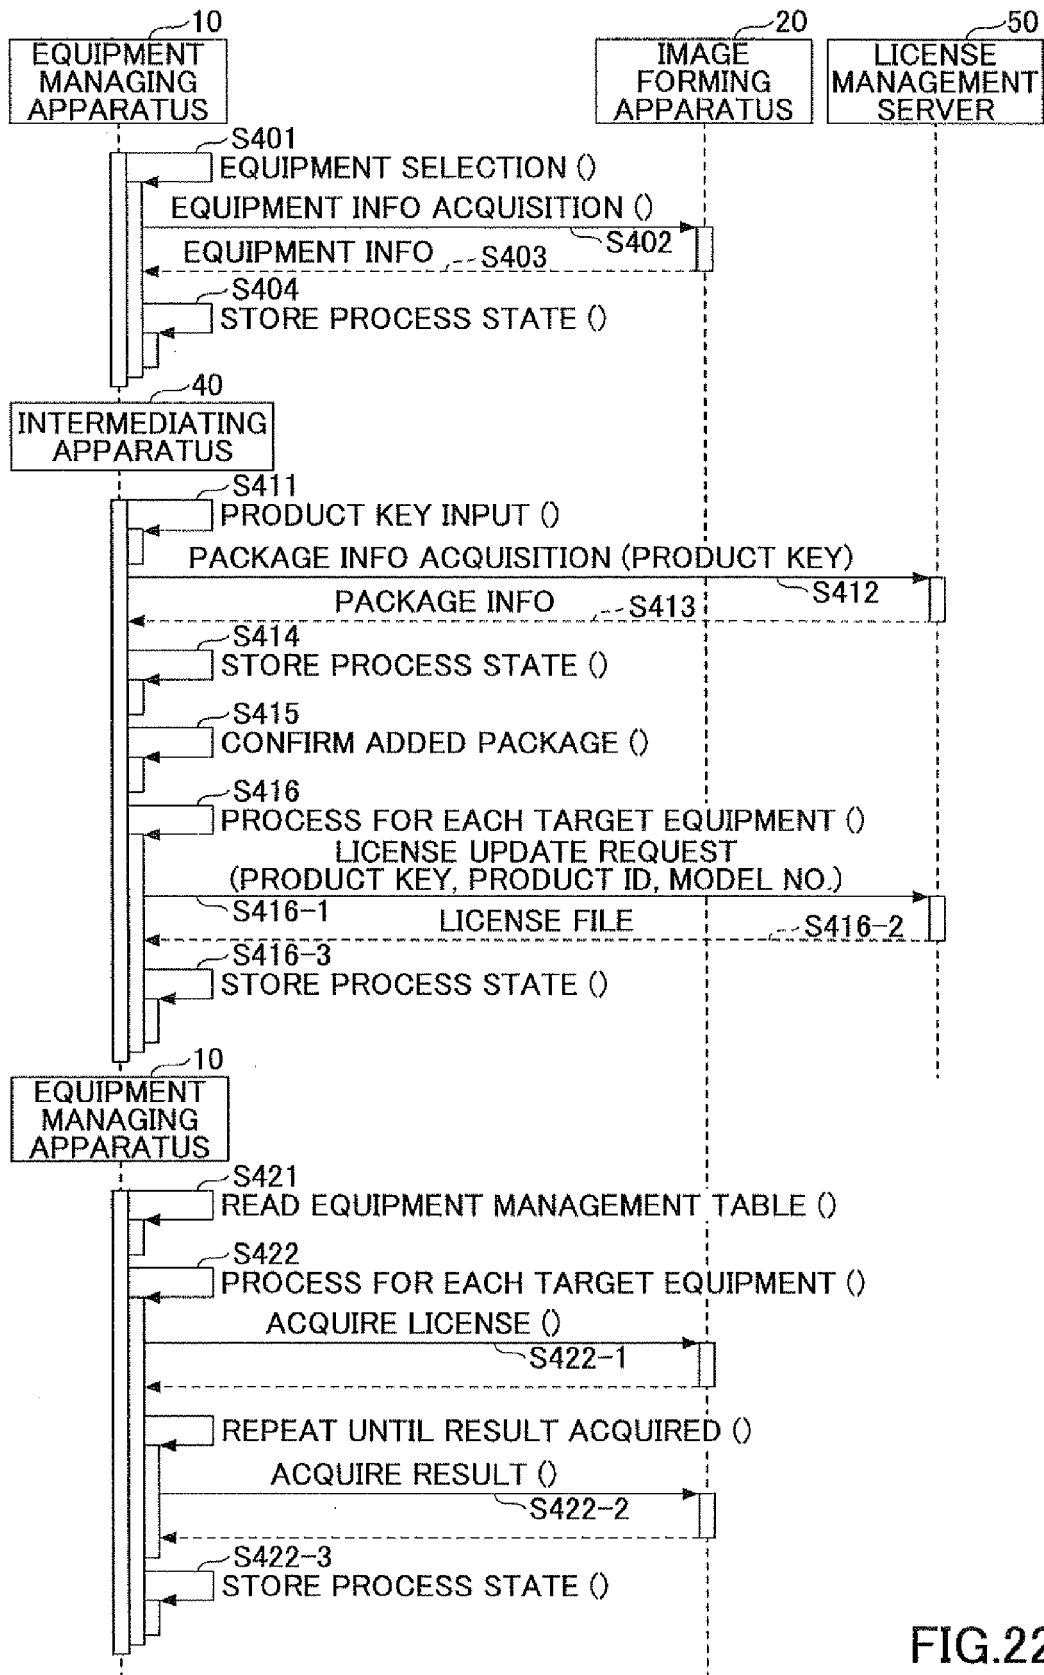 10
EQUIPMENT
MANAGING
APPARATUS
20
IMAGE
FORMING
APPARATUS
50
LICENSE
MANAGEMENT
SERVER
S401
EQUIPMENT SELECTION ()
EQUIPMENT INFO ACQUISITION ()
S402
EQUIPMENT INFO
S403
S404
STORE PROCESS STATE ()
40
INTERMEDIATING
APPARATUS
S411
PRODUCT KEY INPUT ()
PACKAGE INFO ACQUISITION (PRODUCT KEY)
S412
PACKAGE INFO
S413
S414
STORE PROCESS STATE ()
S415
CONFIRM ADDED PACKAGE ()
S416
PROCESS FOR EACH TARGET EQUIPMENT ()
LICENSE UPDATE REQUEST
(PRODUCT KEY, PRODUCT ID, MODEL NO.)
S416-1
LICENSE FILE
S416-2
S416-3
STORE PROCESS STATE ()
10
EQUIPMENT
MANAGING
APPARATUS
S421
READ EQUIPMENT MANAGEMENT TABLE ()
S422
PROCESS FOR EACH TARGET EQUIPMENT ()
ACQUIRE LICENSE ()
S422-1
REPEAT UNTIL RESULT ACQUIRED ()
ACQUIRE RESULT ()
S422-2
S422-3
STORE PROCESS STATE ()
FIG.22